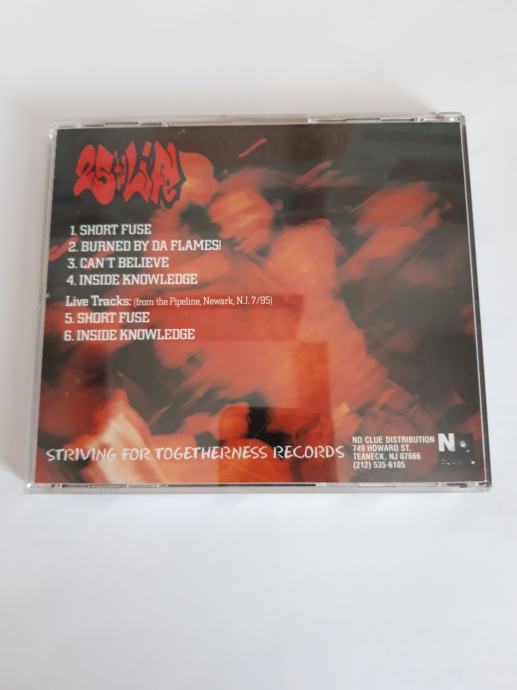 25 ta Life
1. SHORT FUSE
2. BURNED BY DA FLAMES!
3. CAN'T BELIEVE
4. INSIDE KNOWLEDGE
Live Tracks: (from the Pipeline, Newark, N.J. 7/95)
5. SHORT FUSE
6. INSIDE KNOWLEDGE
STRIVING FOR TOGETHERNESS RECORDS
NO CLUE DISTRIBUTION
749 HOWARD ST.
TEANECK, NJ 07666
(212) 535-6105
N